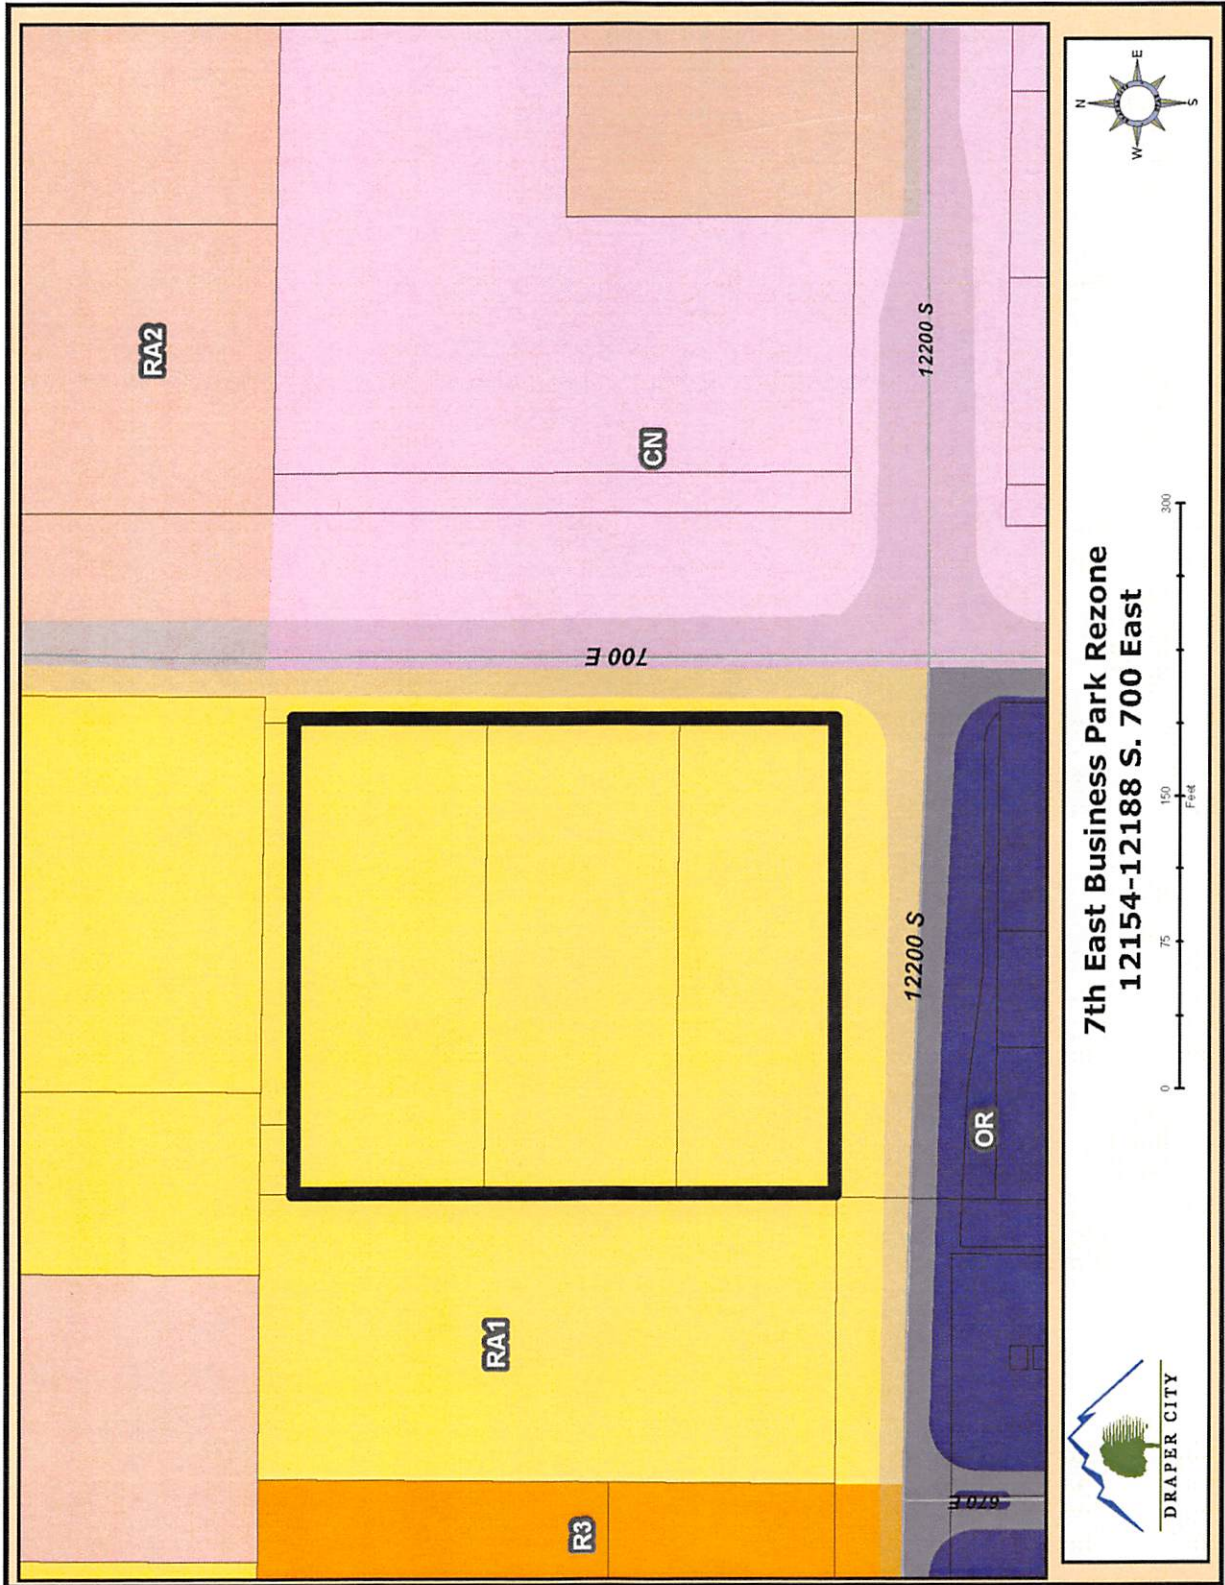 RA2
CN
12200 S
700 E
12200 S
OR
RA1
R3
670 E
N
E
S
W
7th East Business Park Rezone
12154-12188 S. 700 East
0 75 150 300
Feet
DRAPER CITY